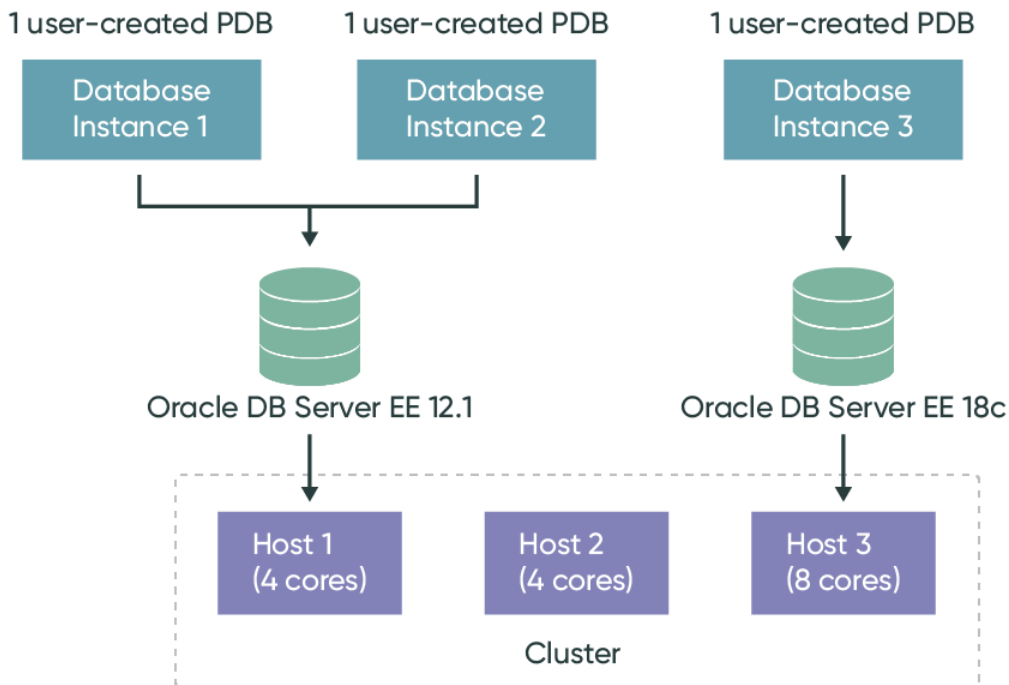 1 user-created PDB
1 user-created PDB
1 user-created PDB
Database
Instance 1
Database
Instance 2
Database
Instance 3
Oracle DB Server EE 12.1
Oracle DB Server EE 18c
Host 1
(4 cores)
Host 2
(4 cores)
Host 3
(8 cores)
Cluster